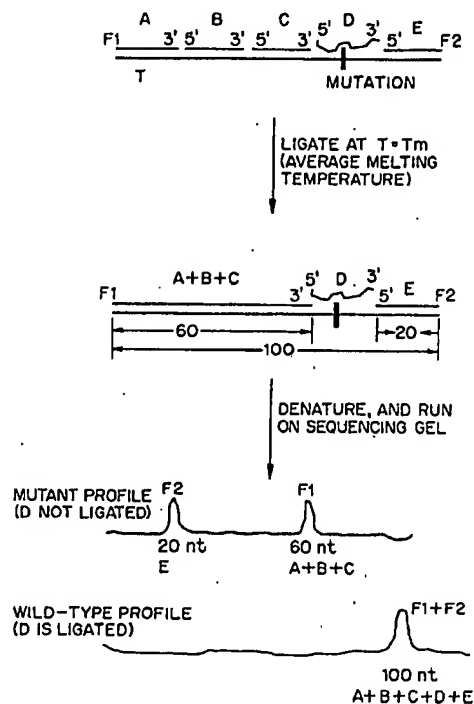 A B C D E
F1 3' 5' 3' 5' 3' 5' 3' 5' F2
T MUTATION
LIGATE AT T=Tm
(AVERAGE MELTING
TEMPERATURE)
A+B+C 5' D 3' E
F1 3' 5' F2
60 20
100
DENATURE, AND RUN
ON SEQUENCING GEL
MUTANT PROFILE
(D NOT LIGATED)
F2 F1
20 nt 60 nt
E A+B+C
WILD-TYPE PROFILE
(D IS LIGATED)
F1+F2
100 nt
A+B+C+D+E